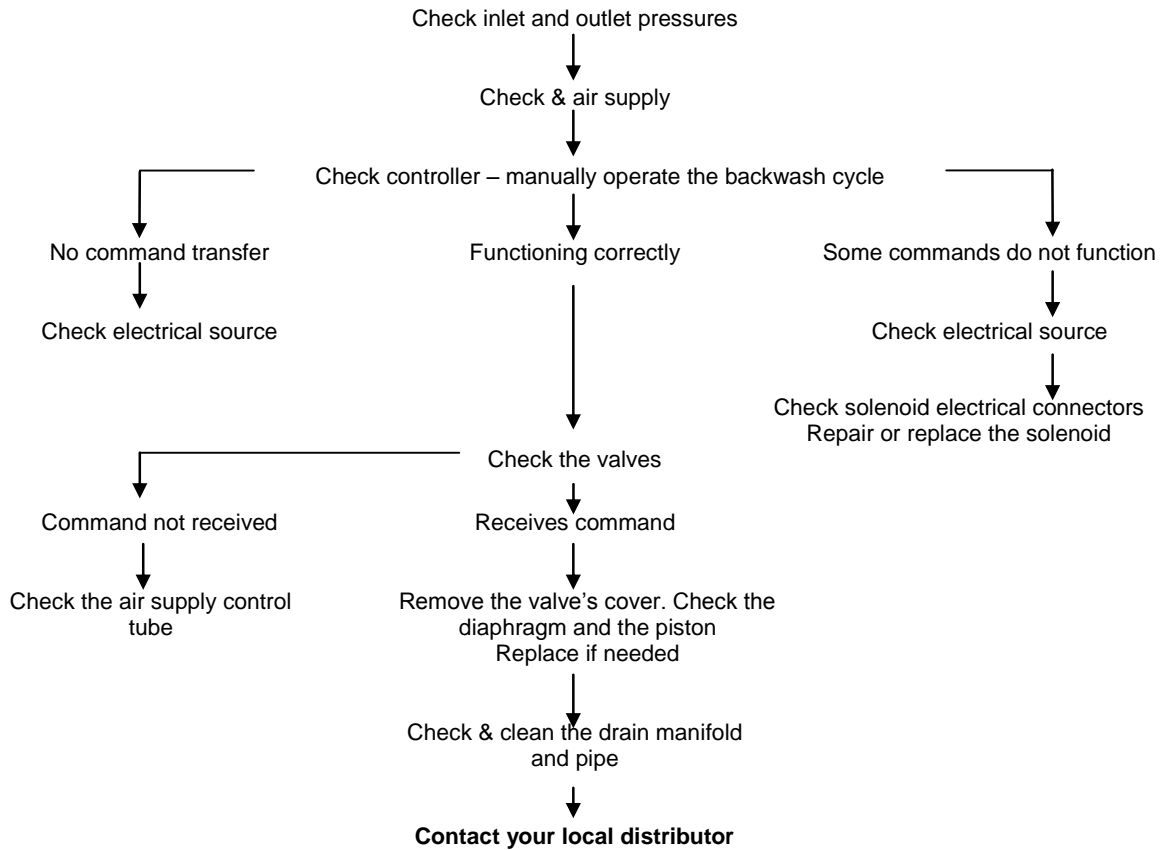 Check inlet and outlet pressures
Check & air supply
Check controller – manually operate the backwash cycle
No command transfer
Functioning correctly
Some commands do not function
Check electrical source
Check electrical source
Check solenoid electrical connectors
Repair or replace the solenoid
Check the valves
Command not received
Receives command
Check the air supply control
tube
Remove the valve’s cover. Check the
diaphragm and the piston
Replace if needed
Check & clean the drain manifold
and pipe
Contact your local distributor